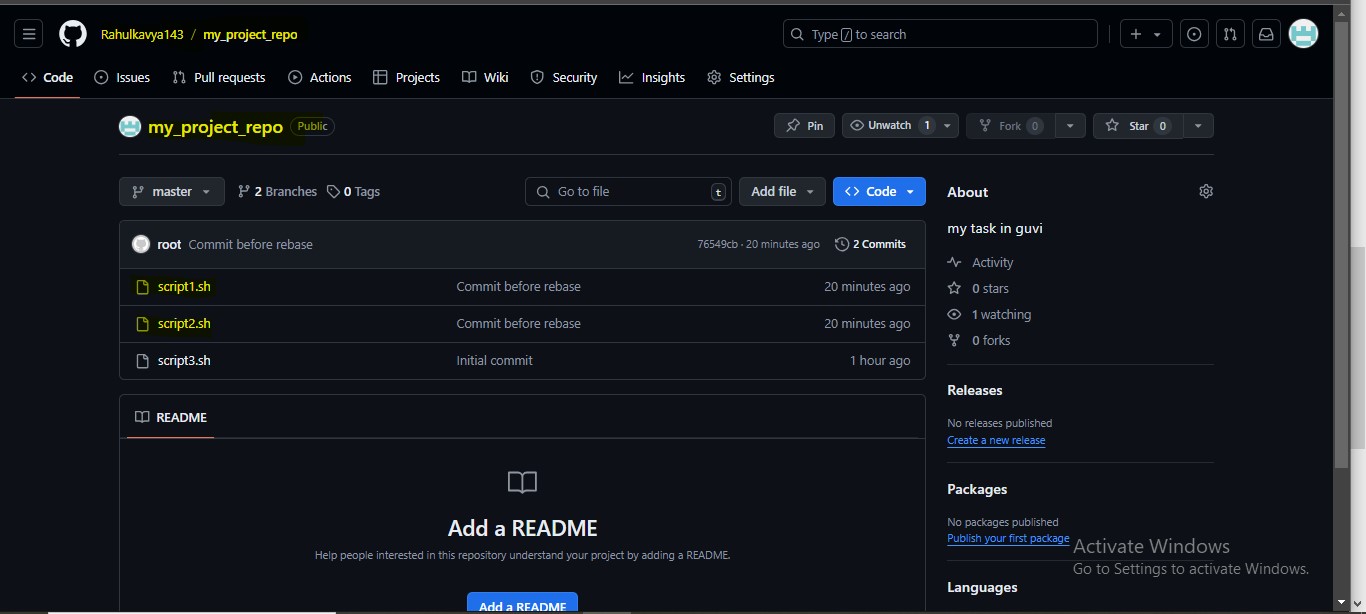 Rahulkavya143 / my_project_repo
Type / to search
Code Issues Pull requests Actions Projects Wiki Security Insights Settings
my_project_repo Public
Pin Unwatch 1 Fork 0 Star 0
master 2 Branches 0 Tags
Go to file t Add file Code
root Commit before rebase 76549cb · 20 minutes ago 2 Commits
script1.sh Commit before rebase 20 minutes ago
script2.sh Commit before rebase 20 minutes ago
script3.sh Initial commit 1 hour ago
README
Add a README
Help people interested in this repository understand your project by adding a README.
Add a README
About
my task in guvi
Activity
0 stars
1 watching
0 forks
Releases
No releases published
Create a new release
Packages
No packages published
Publish your first package
Languages
Activate Windows
Go to Settings to activate Windows.